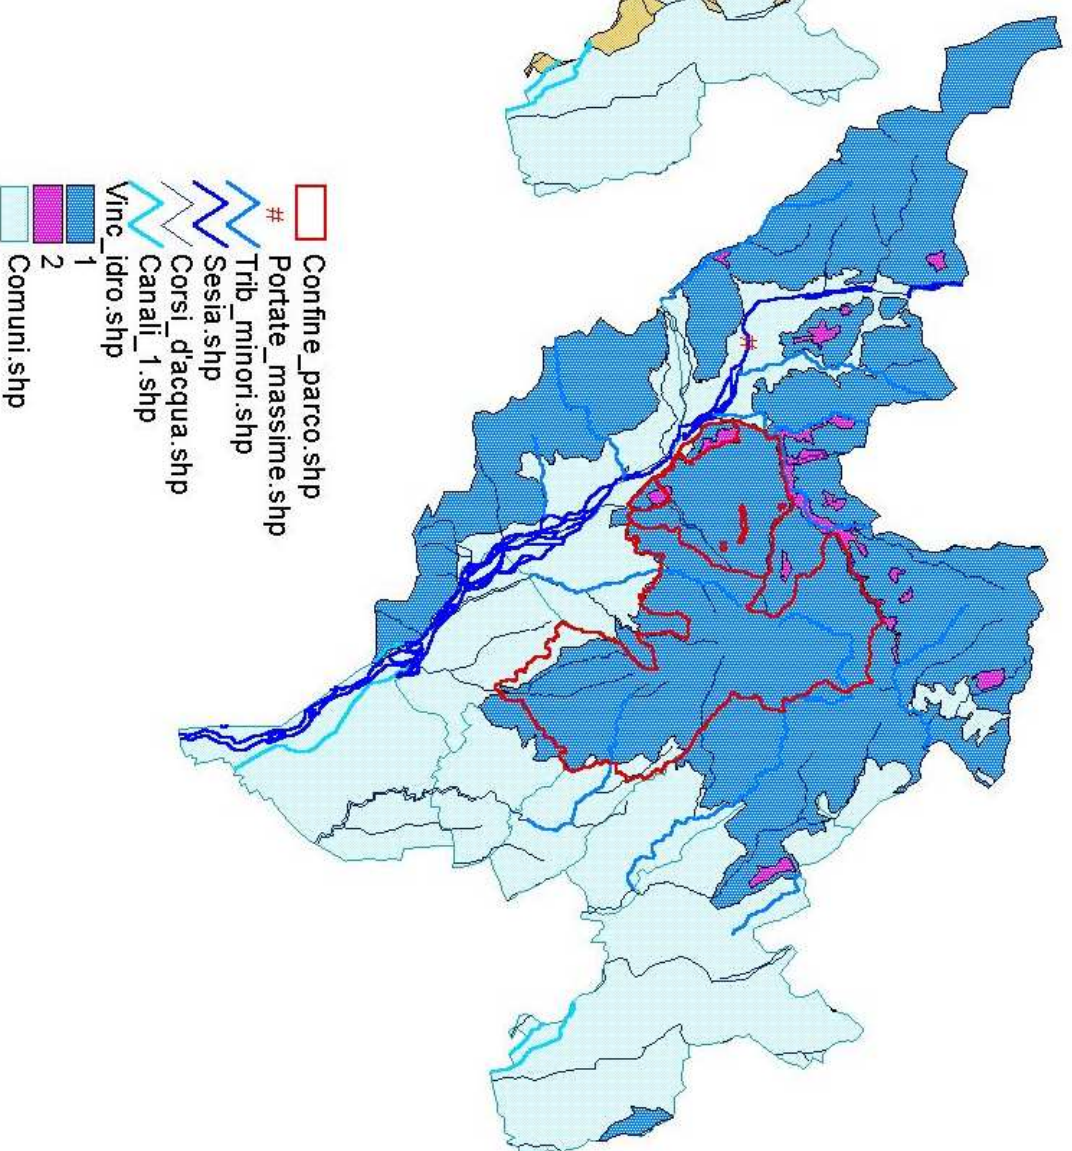 Confine_parco.shp
# Portate_massime.shp
Trib_minori.shp
Sesia.shp
Corsi_d'acqua.shp
Canali_1.shp
Vinc_idro.shp
1
2
Comuni.shp
#